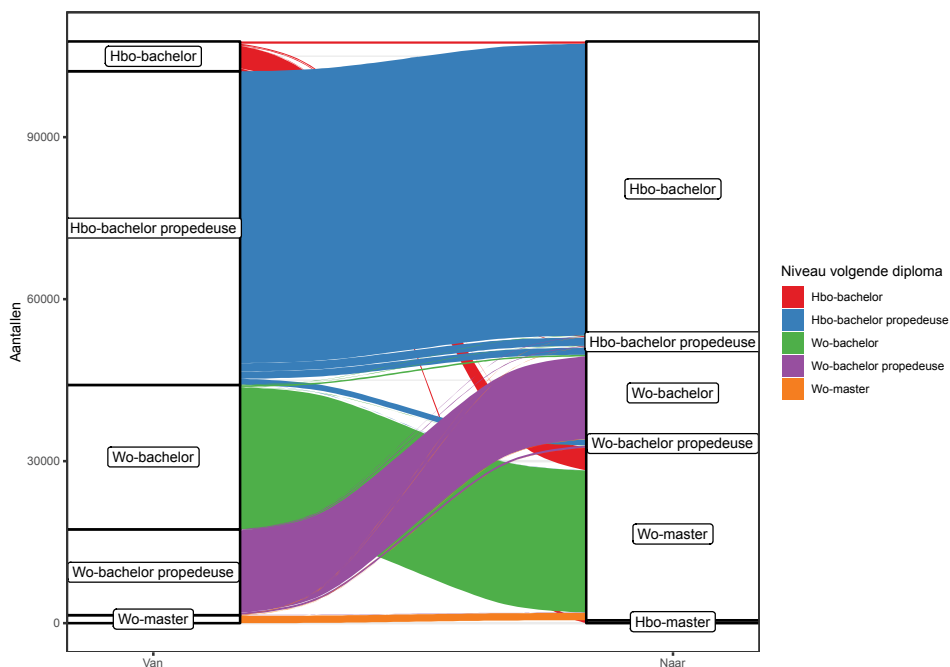 Hbo-bachelor
Hbo-bachelor propedeuse
Wo-bachelor
Wo-bachelor propedeuse
Wo-master
Hbo-bachelor
Hbo-bachelor propedeuse
Wo-bachelor
Wo-bachelor propedeuse
Wo-master
Hbo-master
90000
60000
30000
0
Aantallen
Van
Naar
Niveau volgende diploma
Hbo-bachelor
Hbo-bachelor propedeuse
Wo-bachelor
Wo-bachelor propedeuse
Wo-master